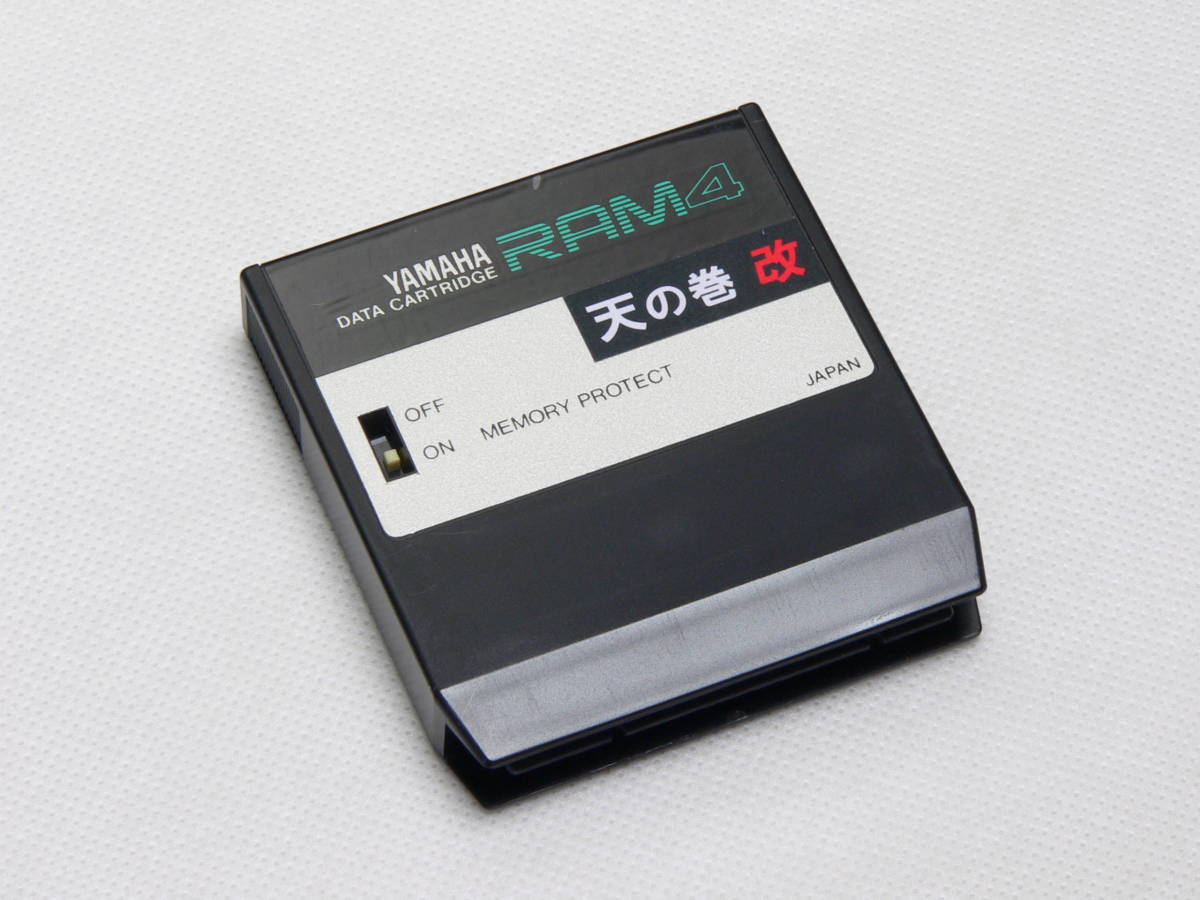 YAMAHA RAM4
DATA CARTRIDGE
天の巻 改
OFF
ON MEMORY PROTECT
JAPAN